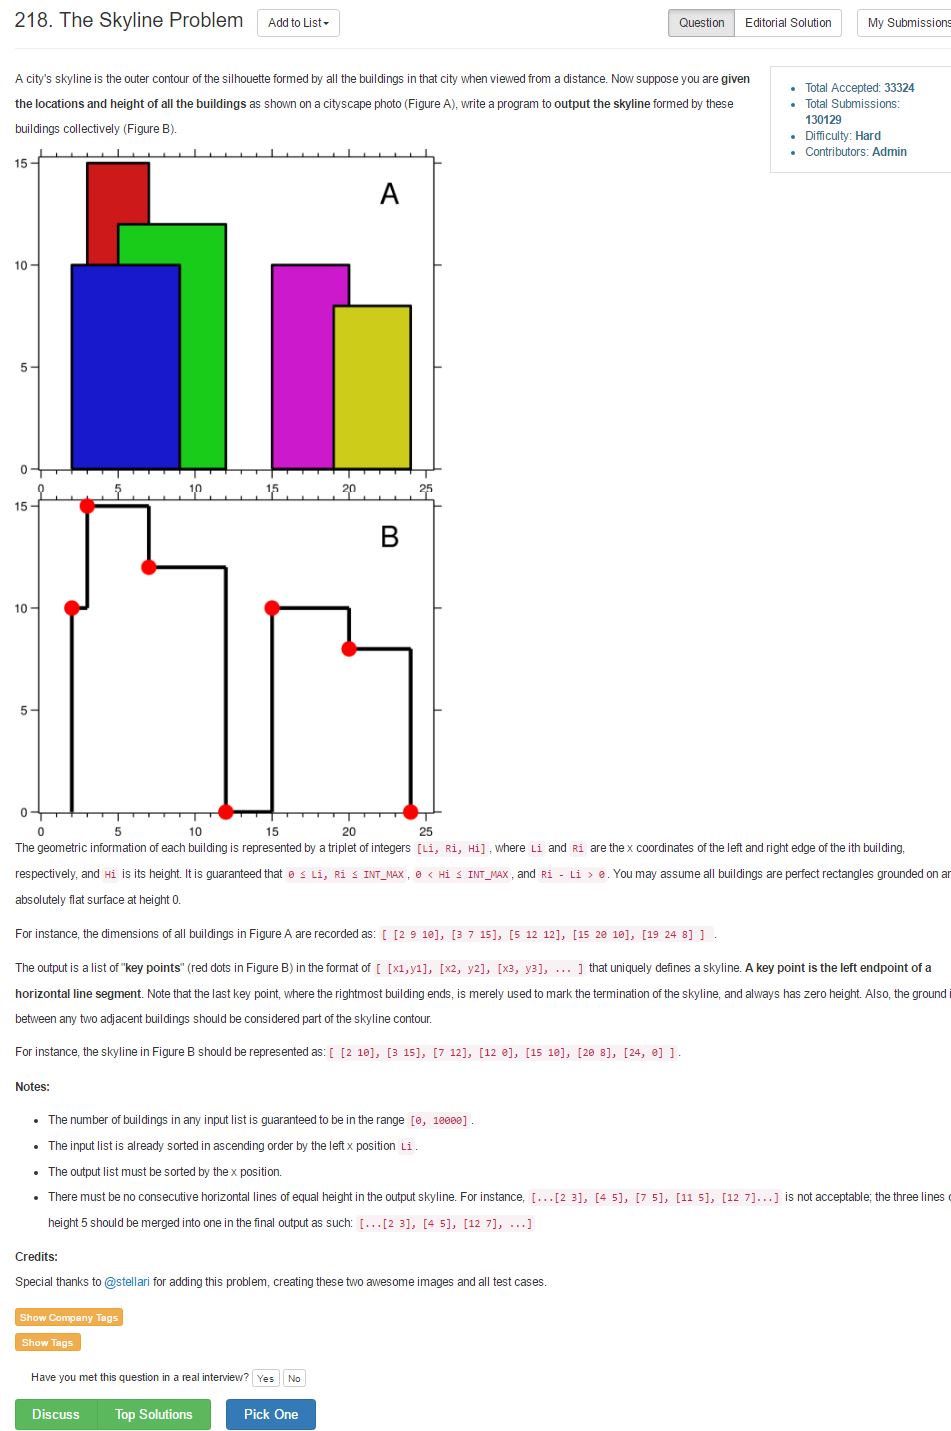 218. The Skyline Problem
Add to List
Question
Editorial Solution
My Submissions
A city's skyline is the outer contour of the silhouette formed by all the buildings in that city when viewed from a distance. Now suppose you are given
the locations and height of all the buildings as shown on a cityscape photo (Figure A), write a program to output the skyline formed by these
buildings collectively (Figure B).
Total Accepted: 33324
Total Submissions:
130129
Difficulty: Hard
Contributors: Admin
15
A
10
5
0
0 5 10 15 20 25
15
B
10
5
0
0 5 10 15 20 25
The geometric information of each building is represented by a triplet of integers [Li, Ri, Hi], where Li and Ri are the x coordinates of the left and right edge of the ith building,
respectively, and Hi is its height. It is guaranteed that 0 ≤ Li, Ri ≤ INT_MAX, 0 < Hi ≤ INT_MAX, and Ri - Li > 0. You may assume all buildings are perfect rectangles grounded on an
absolutely flat surface at height 0.
For instance, the dimensions of all buildings in Figure A are recorded as: [ [2 9 10], [3 7 15], [5 12 12], [15 20 10], [19 24 8] ] .
The output is a list of "key points" (red dots in Figure B) in the format of [ [x1,y1], [x2, y2], [x3, y3], ... ] that uniquely defines a skyline. A key point is the left endpoint of a
horizontal line segment. Note that the last key point, where the rightmost building ends, is merely used to mark the termination of the skyline, and always has zero height. Also, the ground i
between any two adjacent buildings should be considered part of the skyline contour.
For instance, the skyline in Figure B should be represented as:[ [2 10], [3 15], [7 12], [12 0], [15 10], [20 8], [24, 0] ].
Notes:
The number of buildings in any input list is guaranteed to be in the range [0, 10000].
The input list is already sorted in ascending order by the left x position Li.
The output list must be sorted by the x position.
There must be no consecutive horizontal lines of equal height in the output skyline. For instance, [...[2 3], [4 5], [7 5], [11 5], [12 7]...] is not acceptable; the three lines o
height 5 should be merged into one in the final output as such: [...[2 3], [4 5], [12 7], ...]
Credits:
Special thanks to @stellari for adding this problem, creating these two awesome images and all test cases.
Show Company Tags
Show Tags
Have you met this question in a real interview? Yes No
Discuss
Top Solutions
Pick One